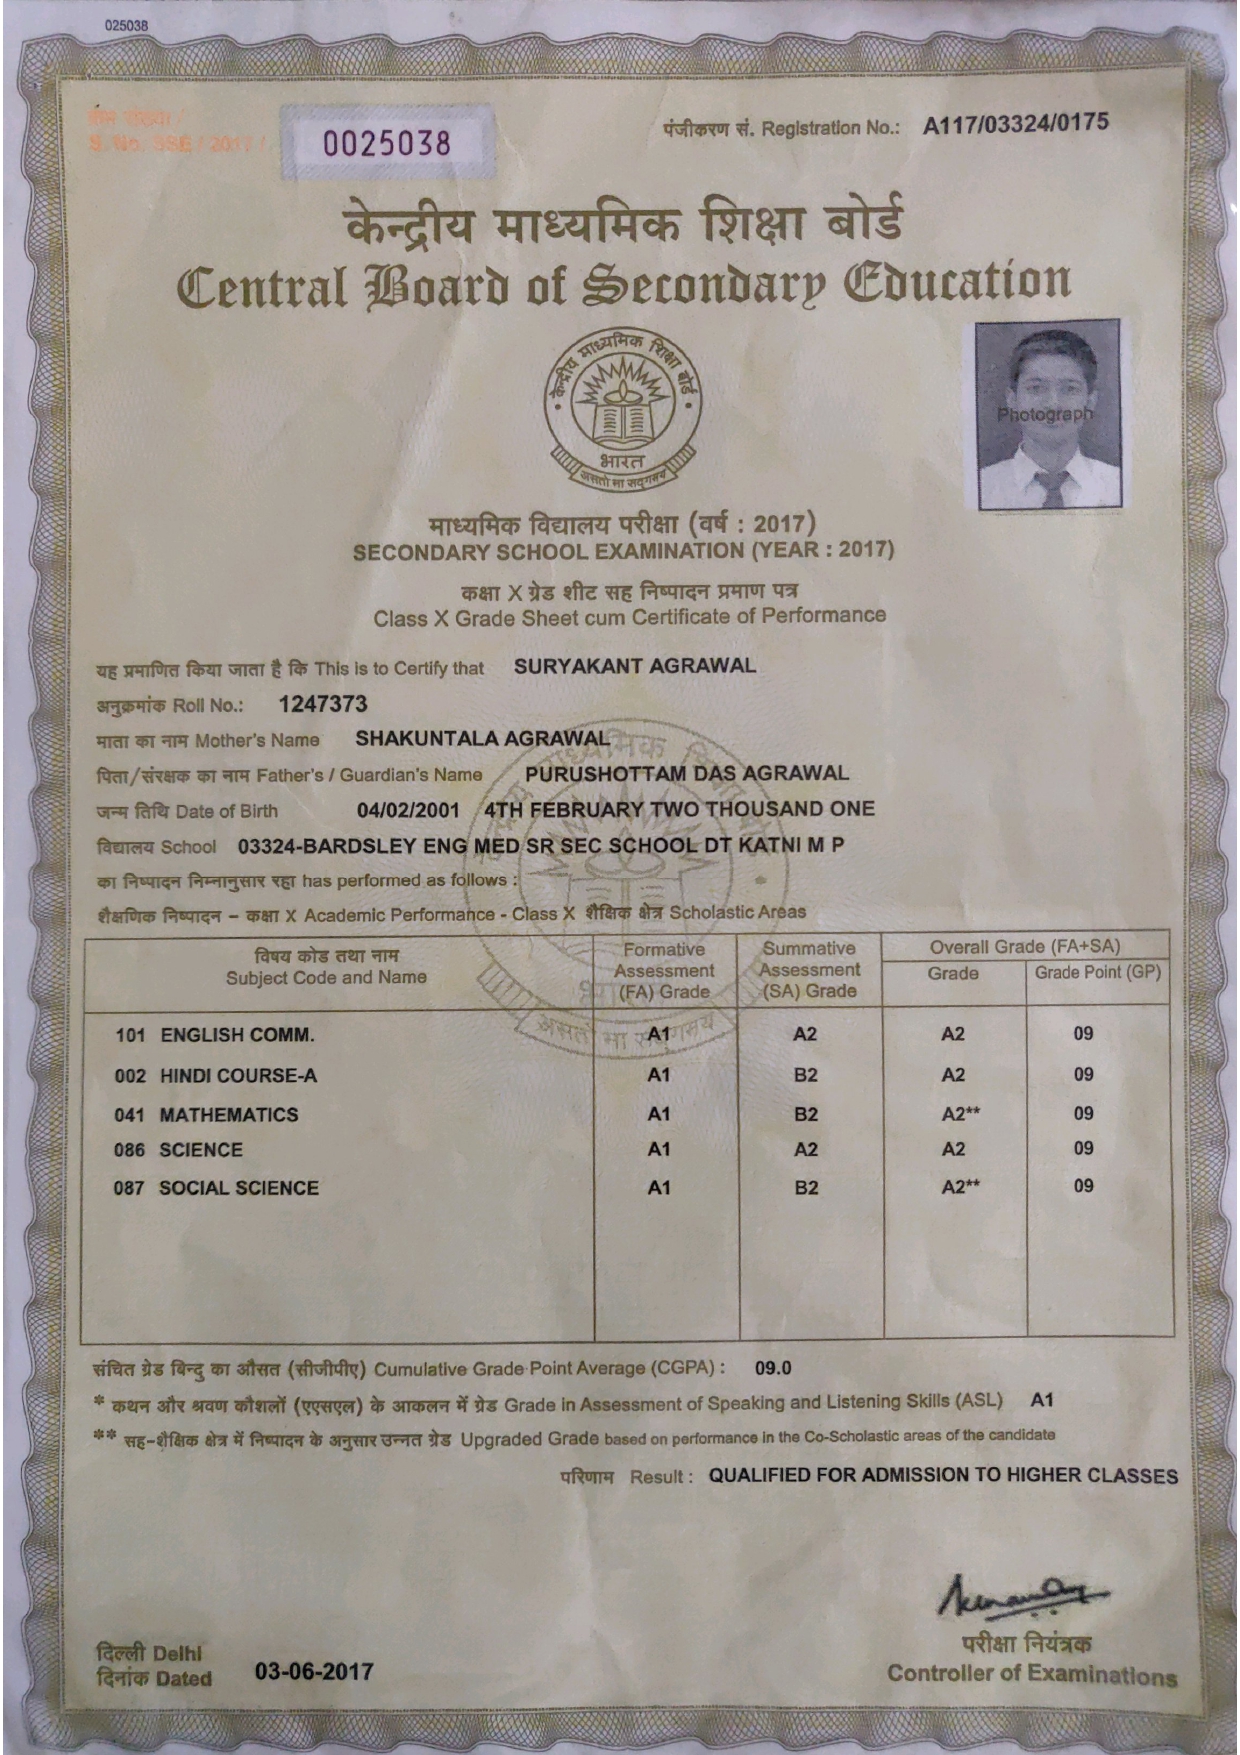 025038
क्रम संख्या /
S. No. SSE / 2017 /
0025038
पंजीकरण सं. Registration No.: A117/03324/0175
केन्द्रीय माध्यमिक शिक्षा बोर्ड
Central Board of Secondary Education
केन्द्रीय माध्यमिक शिक्षा बोर्ड
भारत
असतो मा सद्गमय
Photograph
माध्यमिक विद्यालय परीक्षा (वर्ष : 2017)
SECONDARY SCHOOL EXAMINATION (YEAR : 2017)
कक्षा X ग्रेड शीट सह निष्पादन प्रमाण पत्र
Class X Grade Sheet cum Certificate of Performance
यह प्रमाणित किया जाता है कि This is to Certify that SURYAKANT AGRAWAL
अनुक्रमांक Roll No.: 1247373
माता का नाम Mother's Name SHAKUNTALA AGRAWAL
पिता/संरक्षक का नाम Father's / Guardian's Name PURUSHOTTAM DAS AGRAWAL
जन्म तिथि Date of Birth 04/02/2001 4TH FEBRUARY TWO THOUSAND ONE
विद्यालय School 03324-BARDSLEY ENG MED SR SEC SCHOOL DT KATNI M P
का निष्पादन निम्नानुसार रहा has performed as follows :
शैक्षणिक निष्पादन – कक्षा X Academic Performance - Class X शैक्षिक क्षेत्र Scholastic Areas
विषय कोड तथा नाम
Subject Code and Name
Formative
Assessment
(FA) Grade
Summative
Assessment
(SA) Grade
Overall Grade (FA+SA)
Grade Grade Point (GP)
101 ENGLISH COMM. A1 A2 A2 09
002 HINDI COURSE-A A1 B2 A2 09
041 MATHEMATICS A1 B2 A2** 09
086 SCIENCE A1 A2 A2 09
087 SOCIAL SCIENCE A1 B2 A2** 09
संचित ग्रेड बिन्दु का औसत (सीजीपीए) Cumulative Grade Point Average (CGPA) : 09.0
* कथन और श्रवण कौशलों (एएसएल) के आकलन में ग्रेड Grade in Assessment of Speaking and Listening Skills (ASL) A1
** सह-शैक्षिक क्षेत्र में निष्पादन के अनुसार उन्नत ग्रेड Upgraded Grade based on performance in the Co-Scholastic areas of the candidate
परिणाम Result : QUALIFIED FOR ADMISSION TO HIGHER CLASSES
दिल्ली Delhi
दिनांक Dated 03-06-2017
परीक्षा नियंत्रक
Controller of Examinations